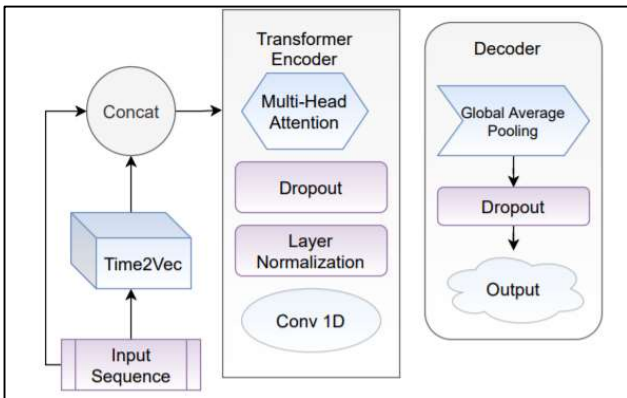 Transformer
Encoder
Multi-Head
Attention
Dropout
Layer
Normalization
Conv 1D
Concat
Time2Vec
Input
Sequence
Decoder
Global Average
Pooling
Dropout
Output